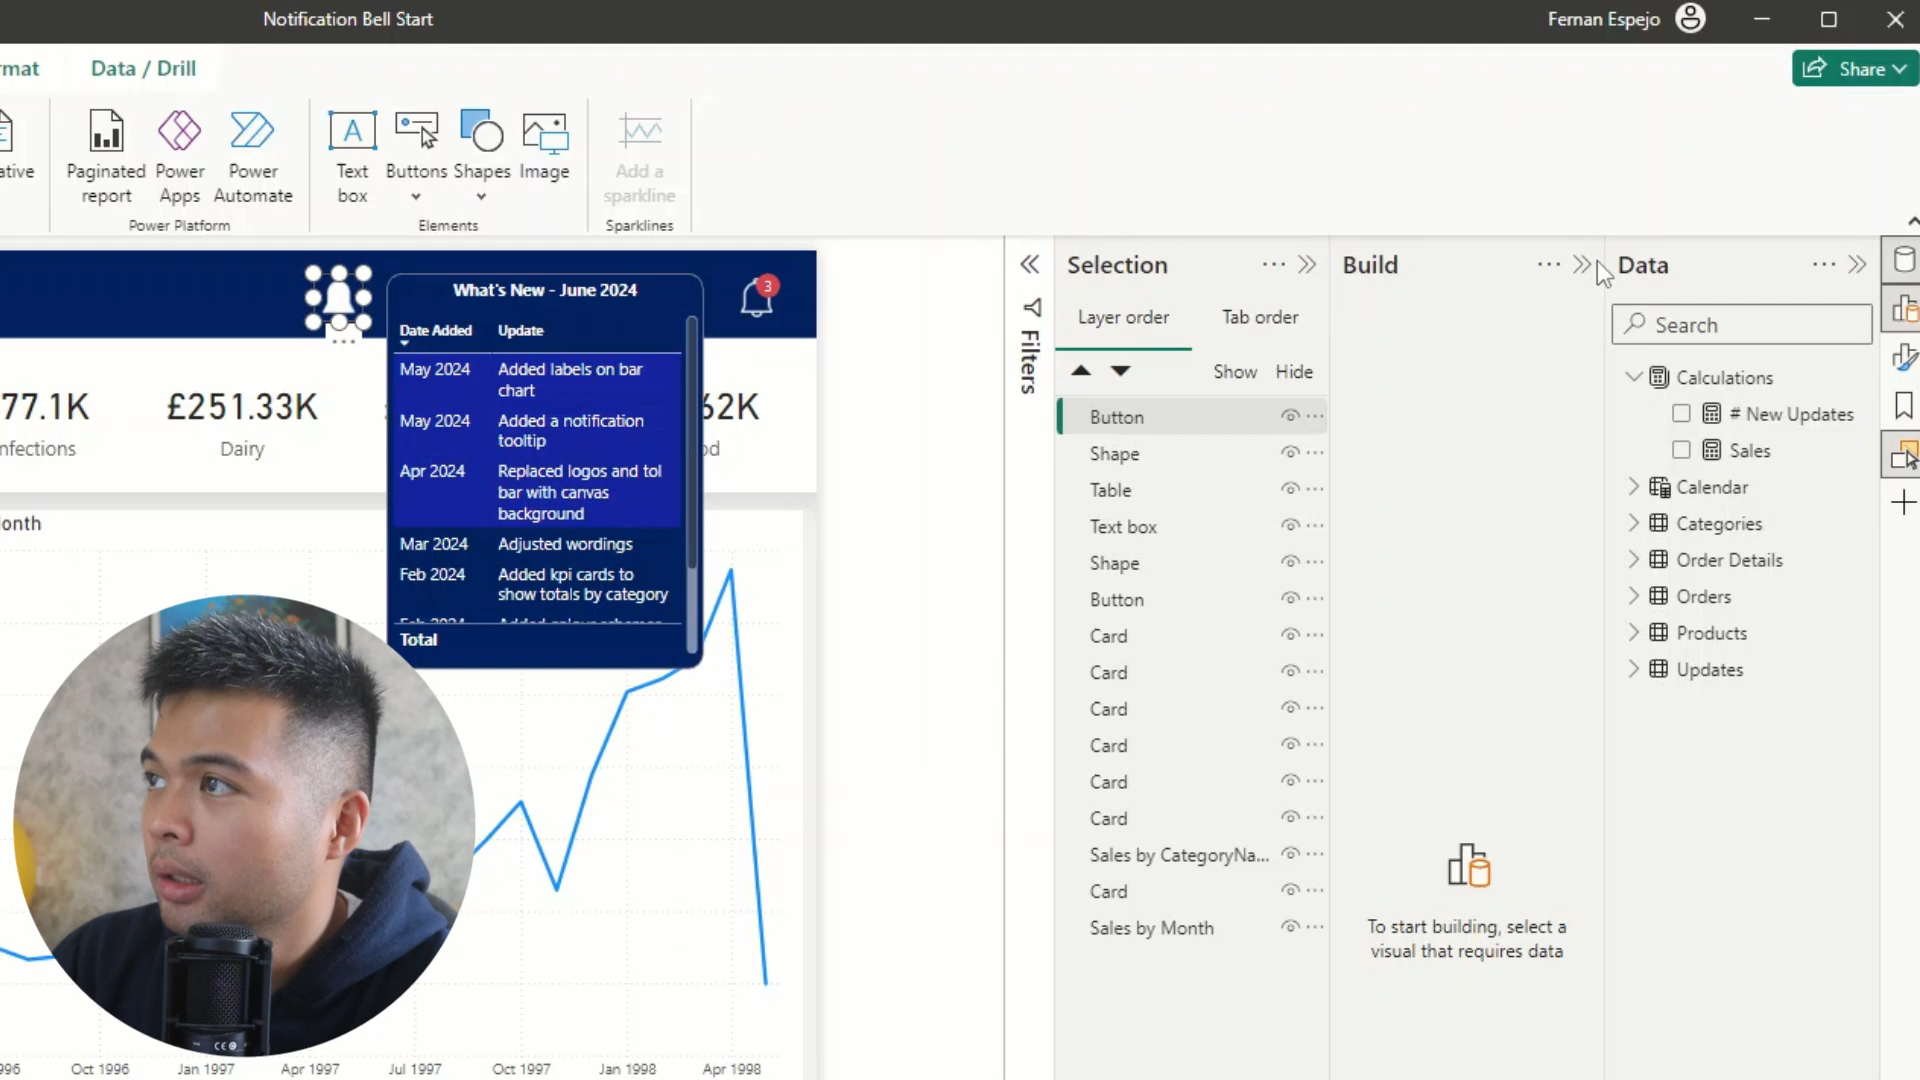 Notification Bell Start
Fernan Espejo
rmat
Data / Drill
Share
ative
Paginated report
Power Apps
Power Automate
Power Platform
Text box
Buttons
Shapes
Image
Elements
Add a sparkline
Sparklines
What's New - June 2024
3
Date Added Update
May 2024 Added labels on bar chart
May 2024 Added a notification tooltip
Apr 2024 Replaced logos and tol bar with canvas background
Mar 2024 Adjusted wordings
Feb 2024 Added kpi cards to show totals by category
Total
77.1K
nfections
£251.33K
Dairy
62K
od
onth
996
Oct 1996
Jan 1997
Apr 1997
Jul 1997
Oct 1997
Jan 1998
Apr 1998
Filters
Selection
Layer order
Tab order
Show
Hide
Button
Shape
Table
Text box
Shape
Button
Card
Card
Card
Card
Card
Card
Sales by CategoryNa...
Card
Sales by Month
Build
To start building, select a
visual that requires data
Data
Search
Calculations
# New Updates
Sales
Calendar
Categories
Order Details
Orders
Products
Updates